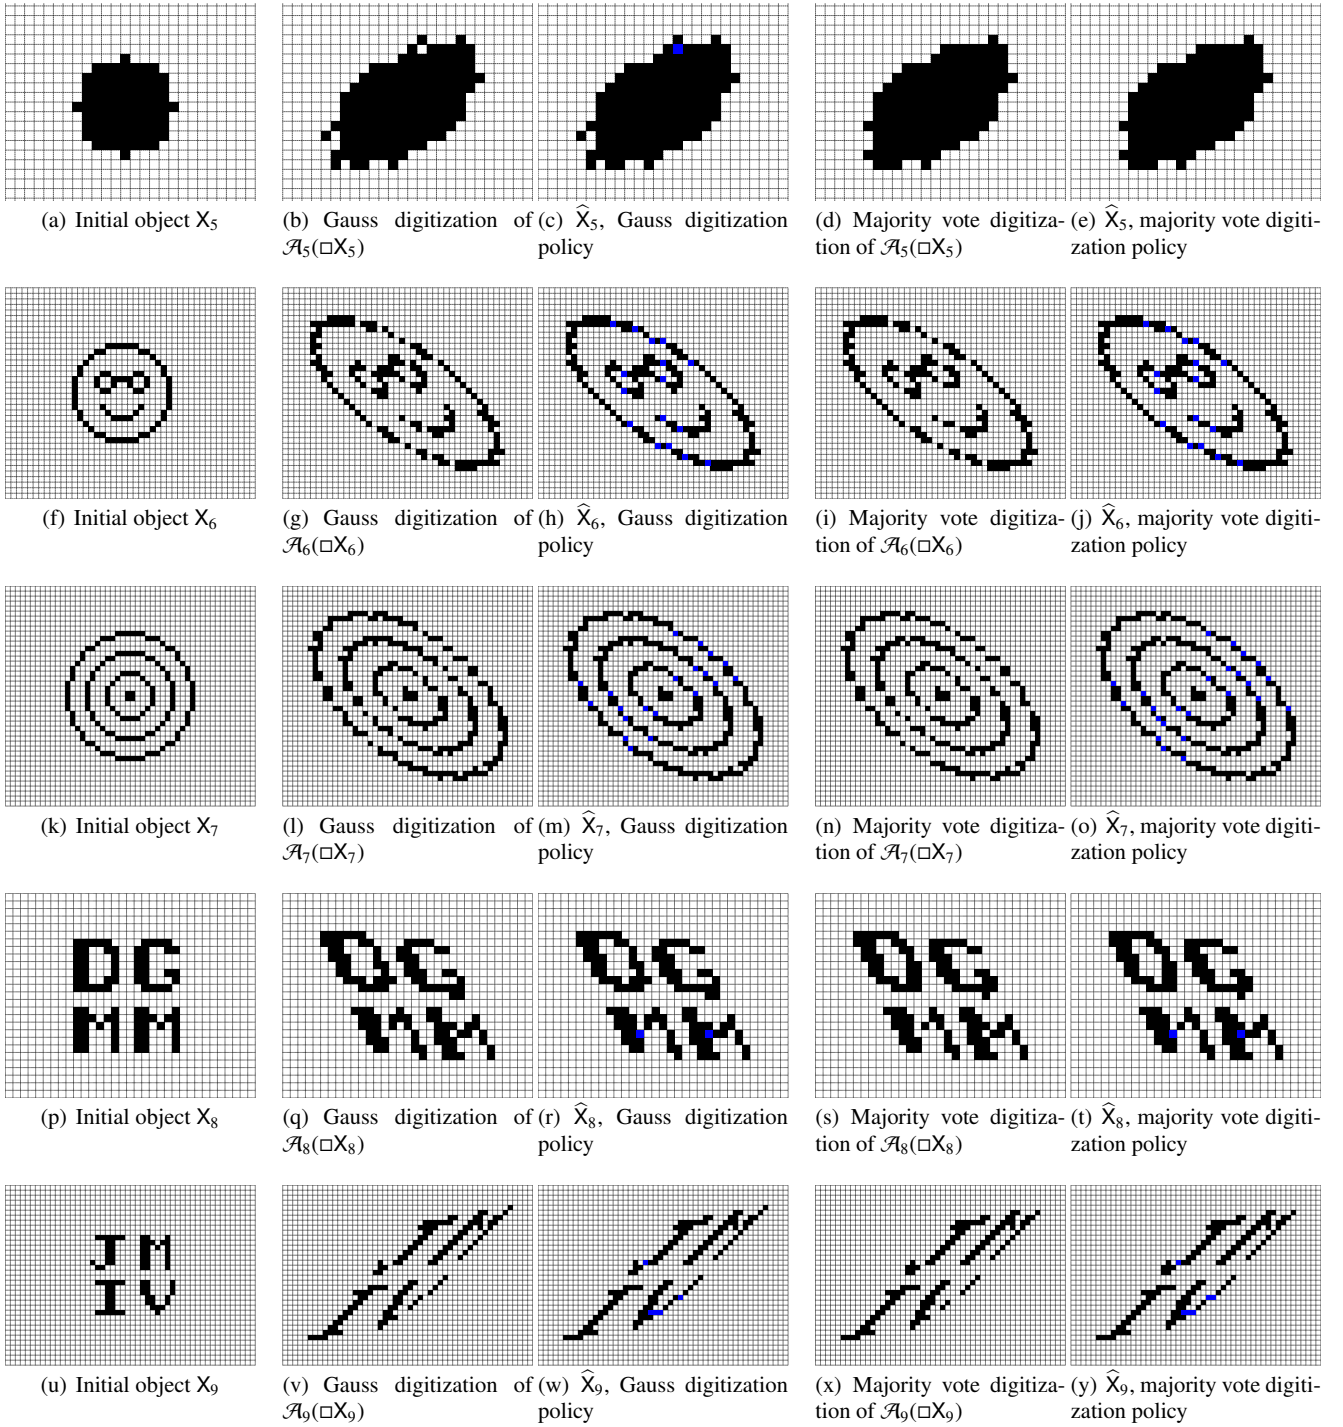 (a) Initial object X₅
(b) Gauss digitization of
𝒜₅(□X₅)
(c) X̂₅, Gauss digitization
policy
(d) Majority vote digitiza-
tion of 𝒜₅(□X₅)
(e) X̂₅, majority vote digiti-
zation policy
(f) Initial object X₆
(g) Gauss digitization of
𝒜₆(□X₆)
(h) X̂₆, Gauss digitization
policy
(i) Majority vote digitiza-
tion of 𝒜₆(□X₆)
(j) X̂₆, majority vote digiti-
zation policy
(k) Initial object X₇
(l) Gauss digitization of
𝒜₇(□X₇)
(m) X̂₇, Gauss digitization
policy
(n) Majority vote digitiza-
tion of 𝒜₇(□X₇)
(o) X̂₇, majority vote digiti-
zation policy
DG
MM
(p) Initial object X₈
(q) Gauss digitization of
𝒜₈(□X₈)
(r) X̂₈, Gauss digitization
policy
(s) Majority vote digitiza-
tion of 𝒜₈(□X₈)
(t) X̂₈, majority vote digiti-
zation policy
JM
IV
(u) Initial object X₉
(v) Gauss digitization of
𝒜₉(□X₉)
(w) X̂₉, Gauss digitization
policy
(x) Majority vote digitiza-
tion of 𝒜₉(□X₉)
(y) X̂₉, majority vote digiti-
zation policy